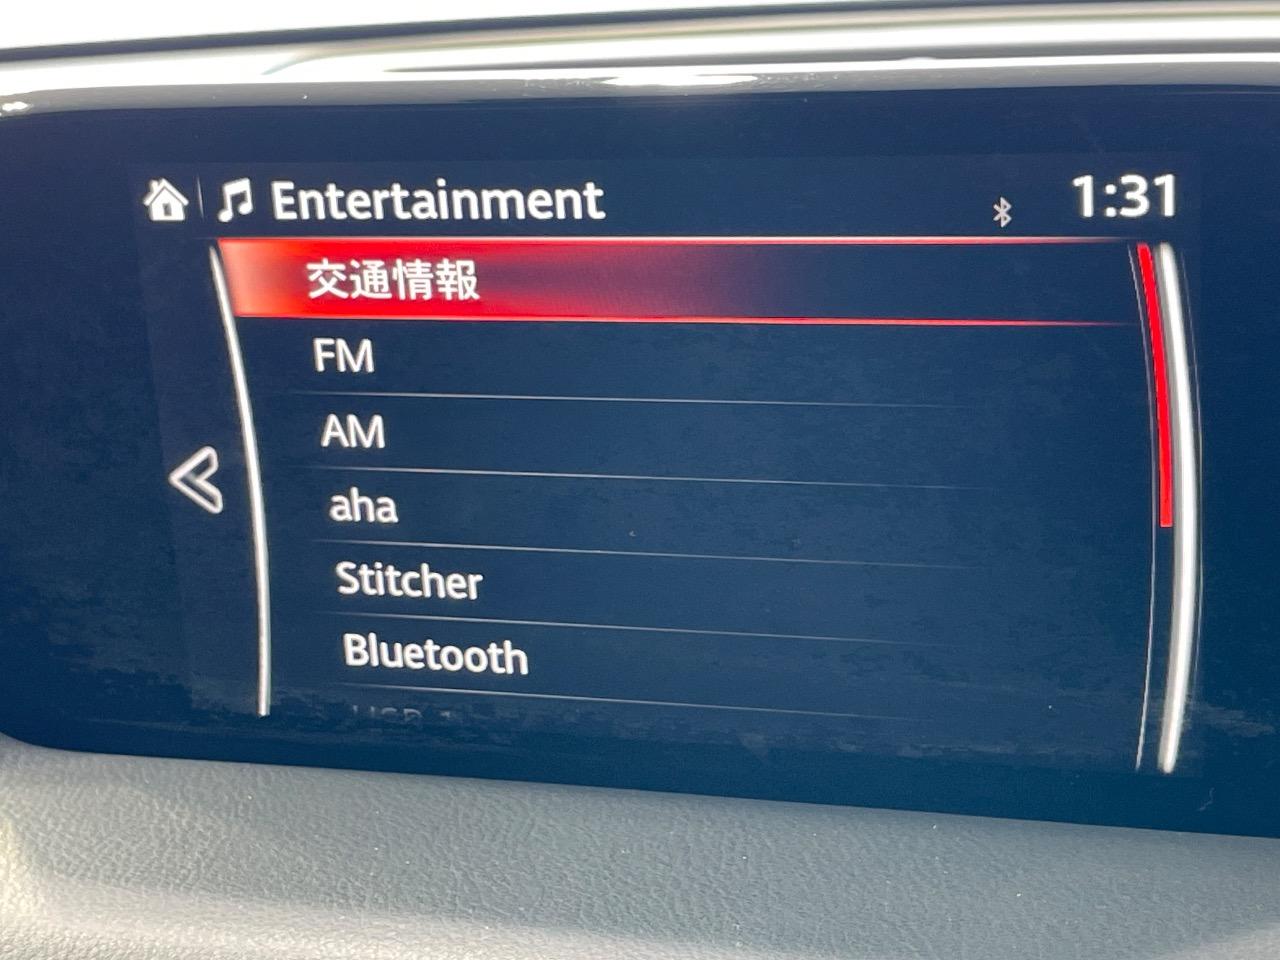 Entertainment
1:31
交通情報
FM
AM
aha
Stitcher
Bluetooth